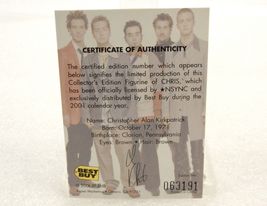 CERTIFICATE OF AUTHENTICITY
The certified edition number which appears
below signifies the limited production of this
Collector's Edition Figurine of CHRIS, which
has been officially licensed by ★NSYNC and
exclusively distributed by Best Buy during
the 2001 calendar year.
Name: Christopher Alan Kirkpatrick
Born: October 17, 1971
Birthplace: Clarion, Pennsylvania
Eyes: Brown • Hair: Brown
BEST
BUY
063191